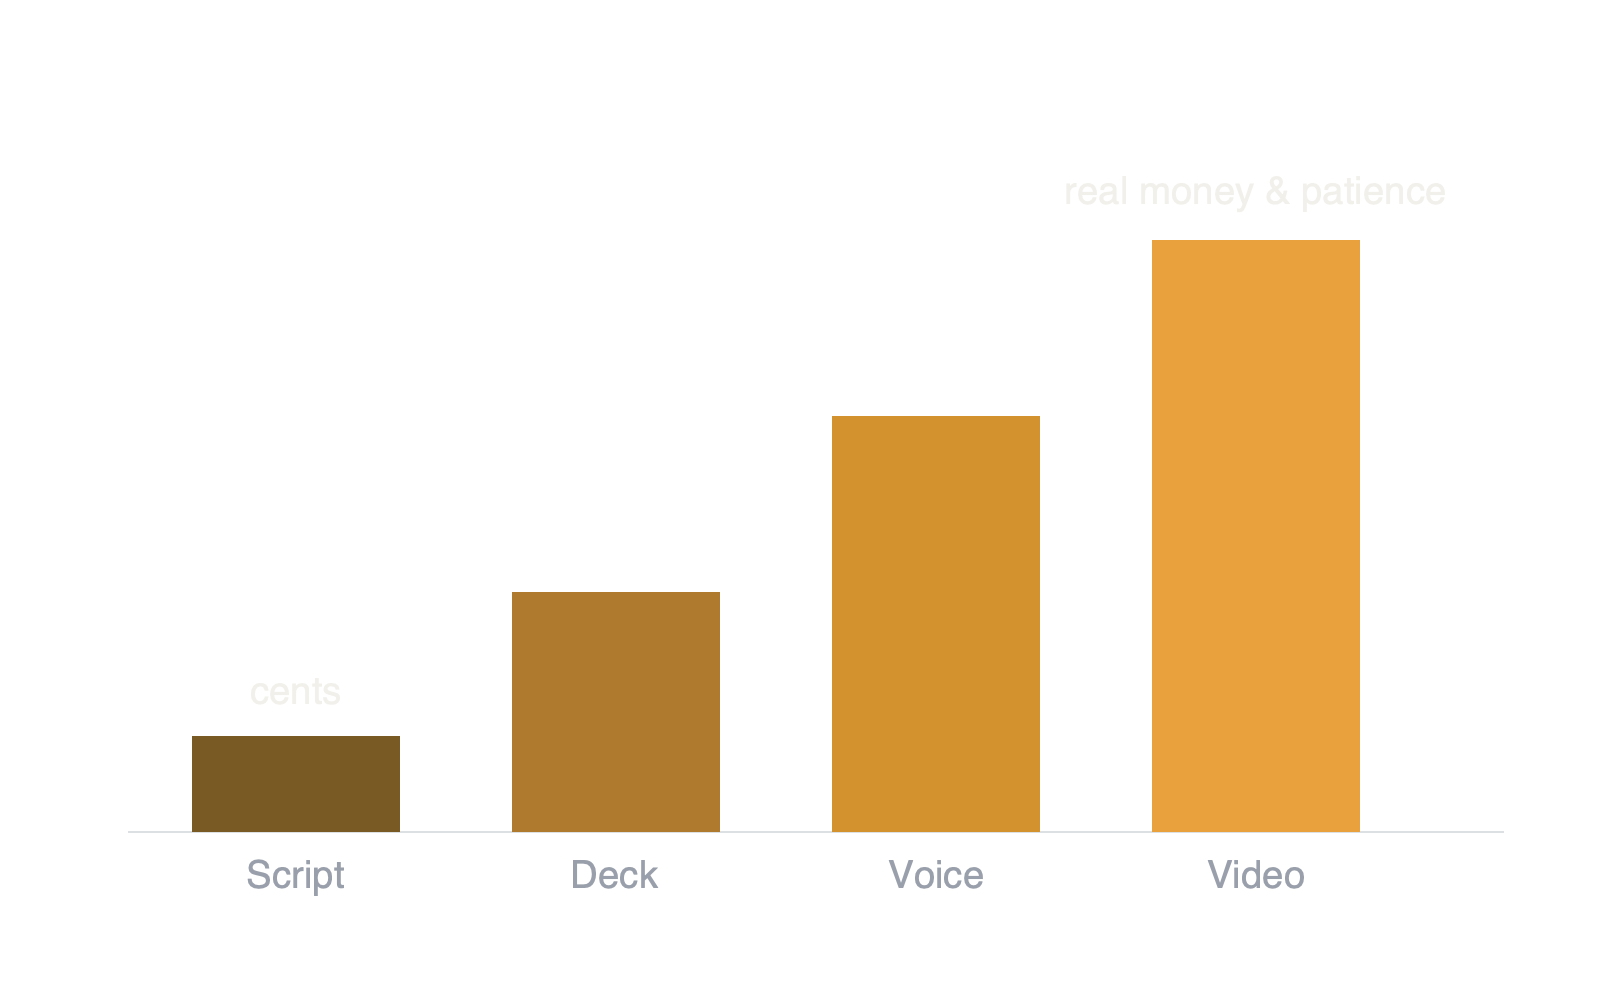 real money & patience
cents
Script
Deck
Voice
Video